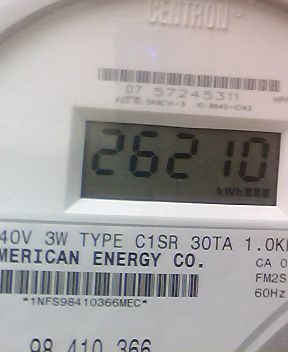 CENTRON®
07 57245311
26210
kWh
40V 3W TYPE C1SR 30TA 1.0K
MERICAN ENERGY CO.
CA 0
FM2S
60Hz
*1NFS98410366MEC*
98 410 366